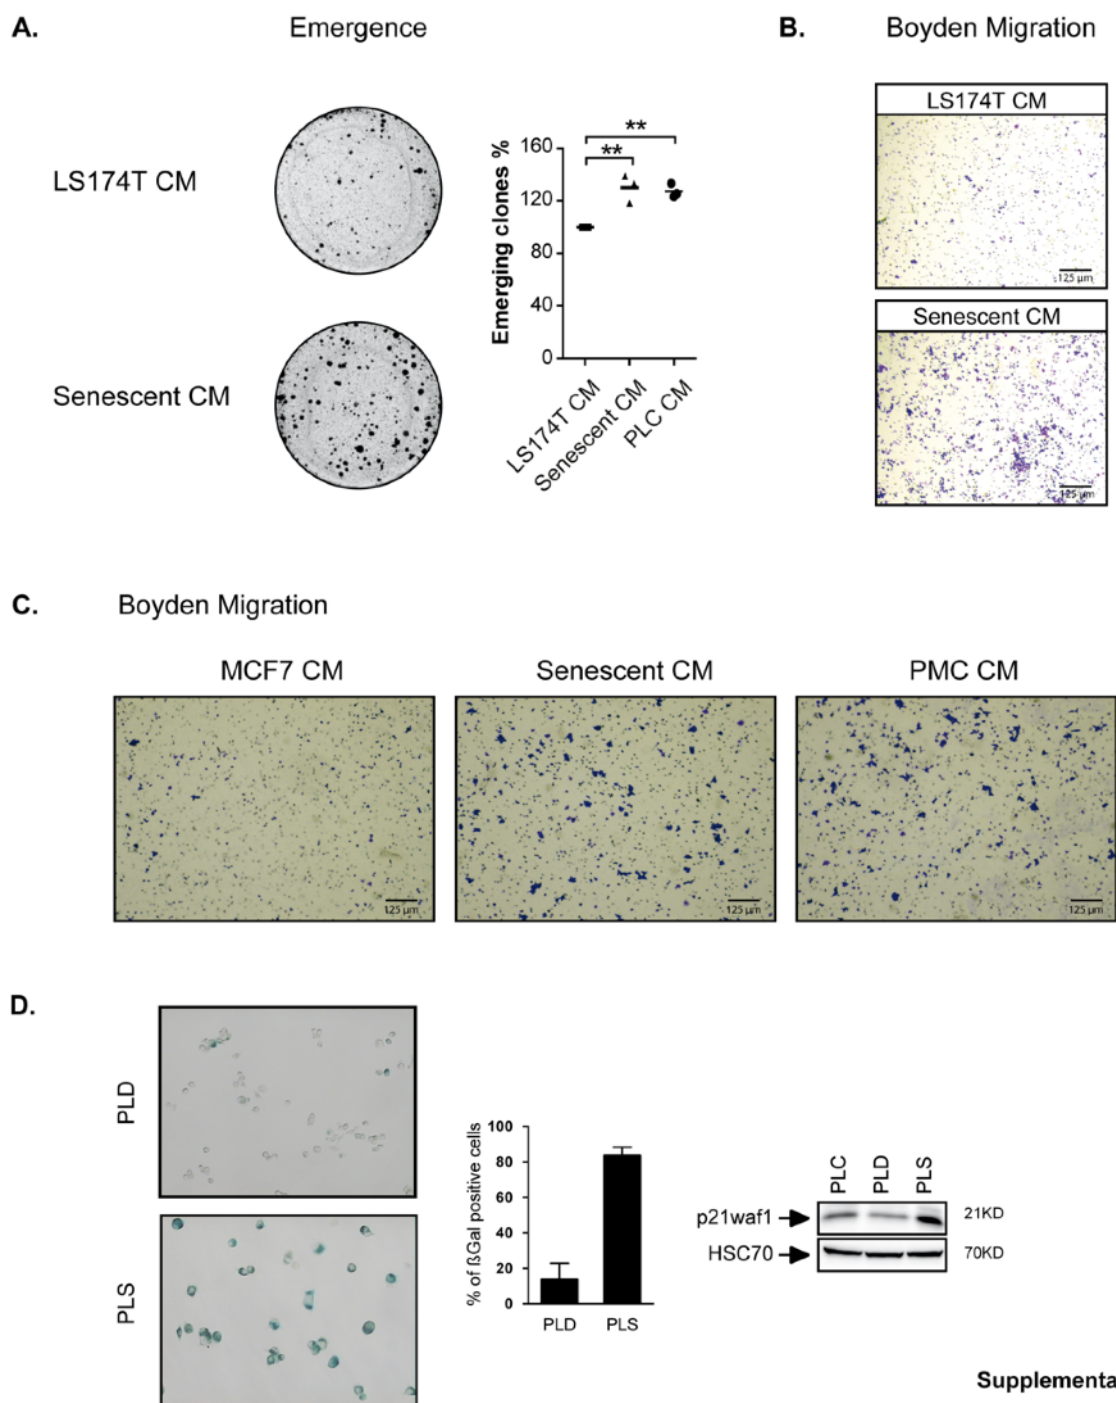 A.
Emergence
LS174T CM
Senescent CM
**
**
Emerging clones %
160
120
80
40
0
LS174T CM
Senescent CM
PLC CM
B.
Boyden Migration
LS174T CM
125 µm
Senescent CM
125 µm
C.
Boyden Migration
MCF7 CM
Senescent CM
PMC CM
125 µm
125 µm
125 µm
D.
PLD
PLS
% of ßGal positive cells
100
80
60
40
20
0
PLD
PLS
PLC
PLD
PLS
p21waf1
21KD
HSC70
70KD
Supplementa